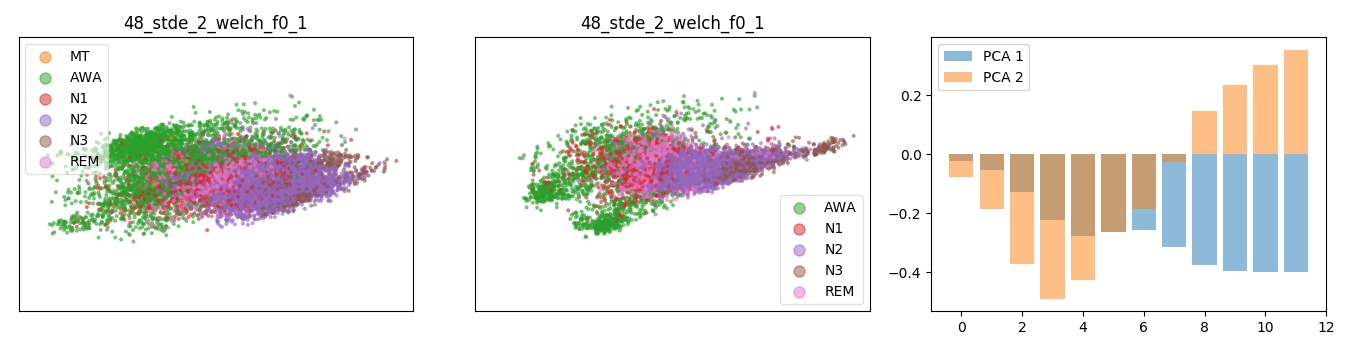 48_stde_2_welch_f0_1
MT
AWA
N1
N2
N3
REM
48_stde_2_welch_f0_1
AWA
N1
N2
N3
REM
PCA 1
PCA 2
0.2
0.0
−0.2
−0.4
0 2 4 6 8 10 12